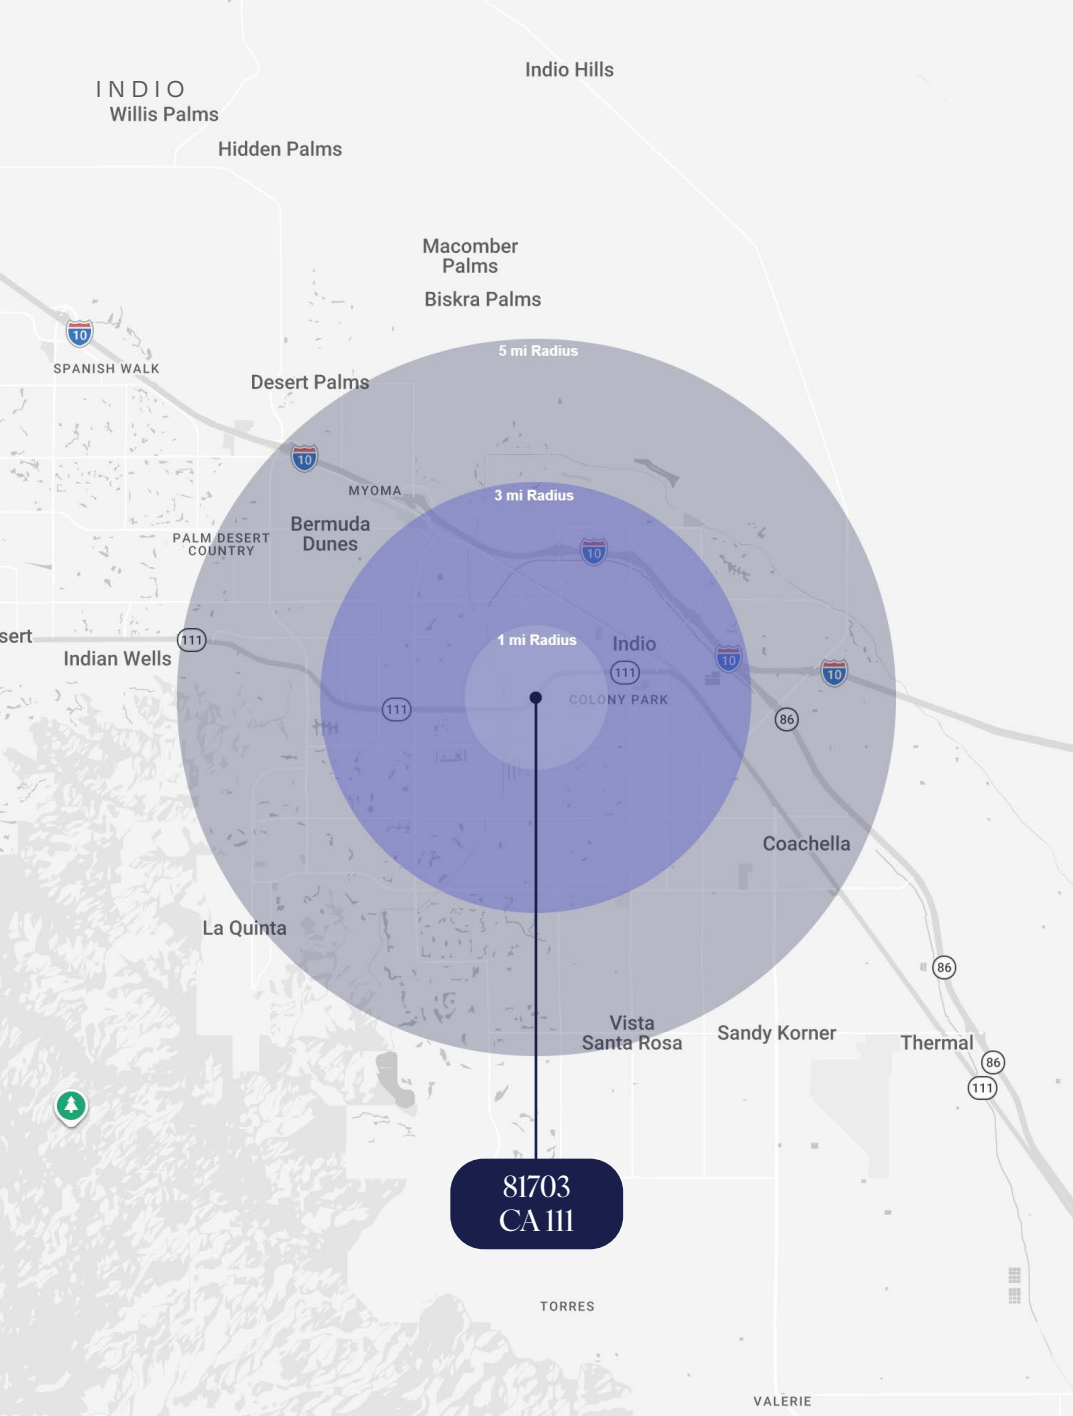 Indio Hills
INDIO
Willis Palms
Hidden Palms
Macomber
Palms
Biskra Palms
10
5 mi Radius
SPANISH WALK
Desert Palms
10
MYOMA
3 mi Radius
Bermuda
Dunes
PALM DESERT
COUNTRY
10
sert
111
1 mi Radius
Indio
Indian Wells
10
111
10
COLONY PARK
111
86
Coachella
La Quinta
86
Vista
Santa Rosa
Sandy Korner
Thermal
86
111
81703
CA 111
TORRES
VALERIE